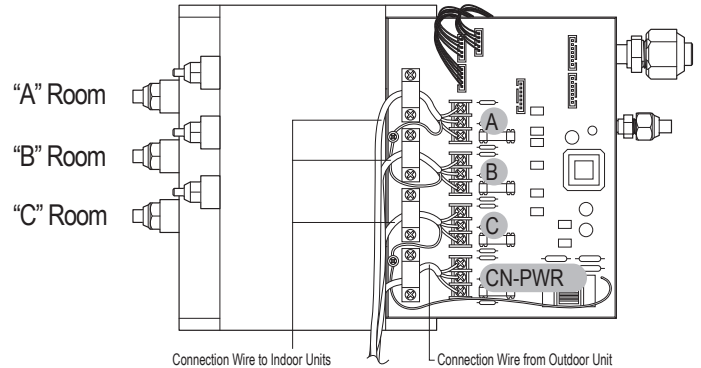 “A” Room
A
“B” Room
B
“C” Room
C
CN-PWR
Connection Wire to Indoor Units
Connection Wire from Outdoor Unit